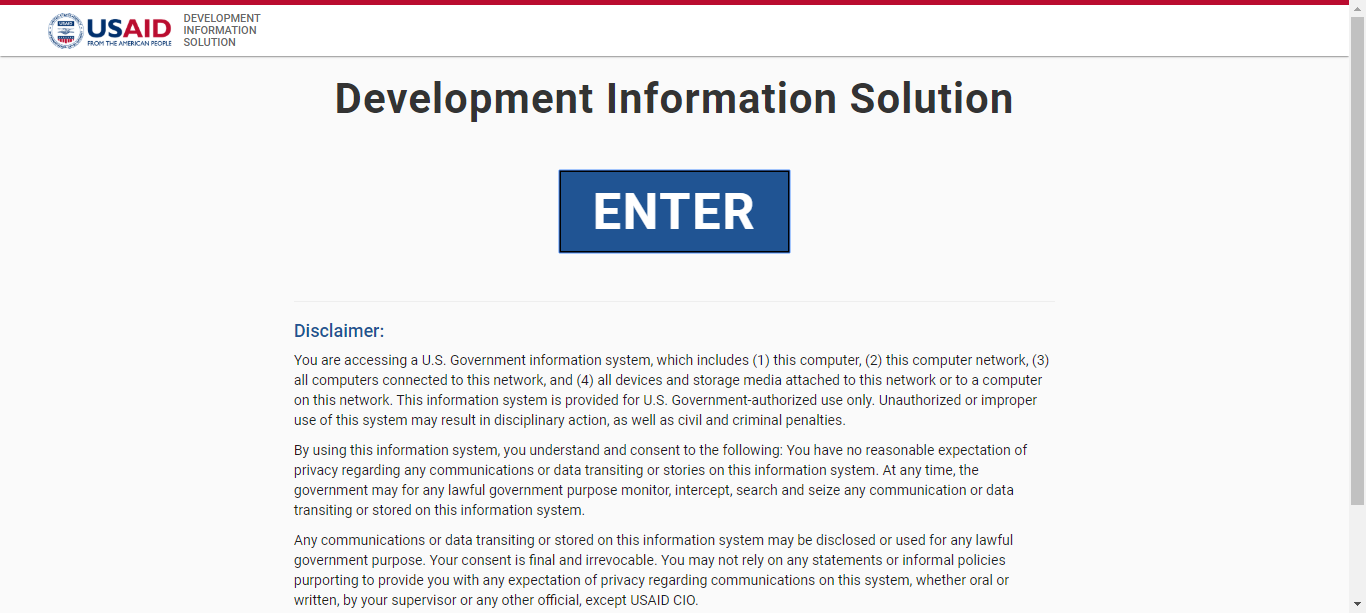 USAID
FROM THE AMERICAN PEOPLE
DEVELOPMENT
INFORMATION
SOLUTION
Development Information Solution
ENTER
Disclaimer:
You are accessing a U.S. Government information system, which includes (1) this computer, (2) this computer network, (3)
all computers connected to this network, and (4) all devices and storage media attached to this network or to a computer
on this network. This information system is provided for U.S. Government-authorized use only. Unauthorized or improper
use of this system may result in disciplinary action, as well as civil and criminal penalties.
By using this information system, you understand and consent to the following: You have no reasonable expectation of
privacy regarding any communications or data transiting or stories on this information system. At any time, the
government may for any lawful government purpose monitor, intercept, search and seize any communication or data
transiting or stored on this information system.
Any communications or data transiting or stored on this information system may be disclosed or used for any lawful
government purpose. Your consent is final and irrevocable. You may not rely on any statements or informal policies
purporting to provide you with any expectation of privacy regarding communications on this system, whether oral or
written, by your supervisor or any other official, except USAID CIO.